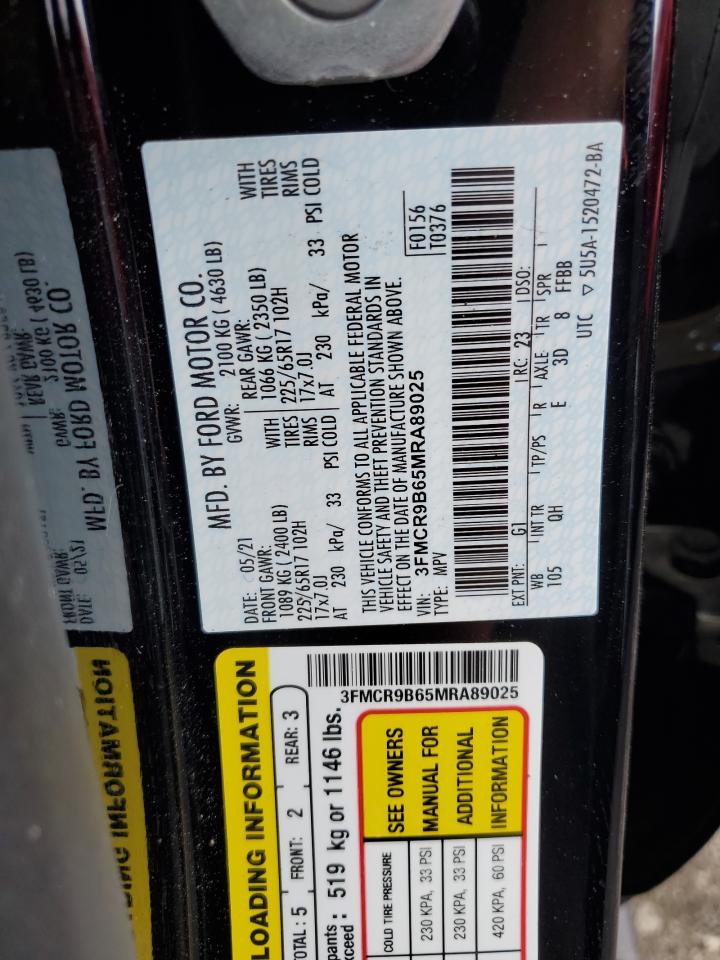 MFD. BY FORD MOTOR CO.
DATE: 05/21 GVWR: 2100 KG ( 4630 LB)
FRONT GAWR: REAR GAWR:
1089 KG ( 2400 LB) WITH 1066 KG ( 2350 LB) WITH
225/65R17 102H TIRES 225/65R17 102H TIRES
17x7.0J RIMS 17x7.0J RIMS
AT 230 kPa/ 33 PSI COLD AT 230 kPa/ 33 PSI COLD
THIS VEHICLE CONFORMS TO ALL APPLICABLE FEDERAL MOTOR
VEHICLE SAFETY AND THEFT PREVENTION STANDARDS IN
EFFECT ON THE DATE OF MANUFACTURE SHOWN ABOVE.
VIN: 3FMCR9B65MRA89025
TYPE: MPV
F0156
T0376
EXT PNT: G1 RC: 23 DSO:
WB INT TR TP/PS R AXLE TR SPR
105 QH E 3D 8 FFBB
UTC ▽ 5U5A-1520472-BA
LOADING INFORMATION
TOTAL : 5 FRONT: 2 REAR: 3
pants : 519 kg or 1146 lbs.
xceed :
3FMCR9B65MRA89025
COLD TIRE PRESSURE
230 KPA, 33 PSI
230 KPA, 33 PSI
420 KPA, 60 PSI
SEE OWNERS
MANUAL FOR
ADDITIONAL
INFORMATION